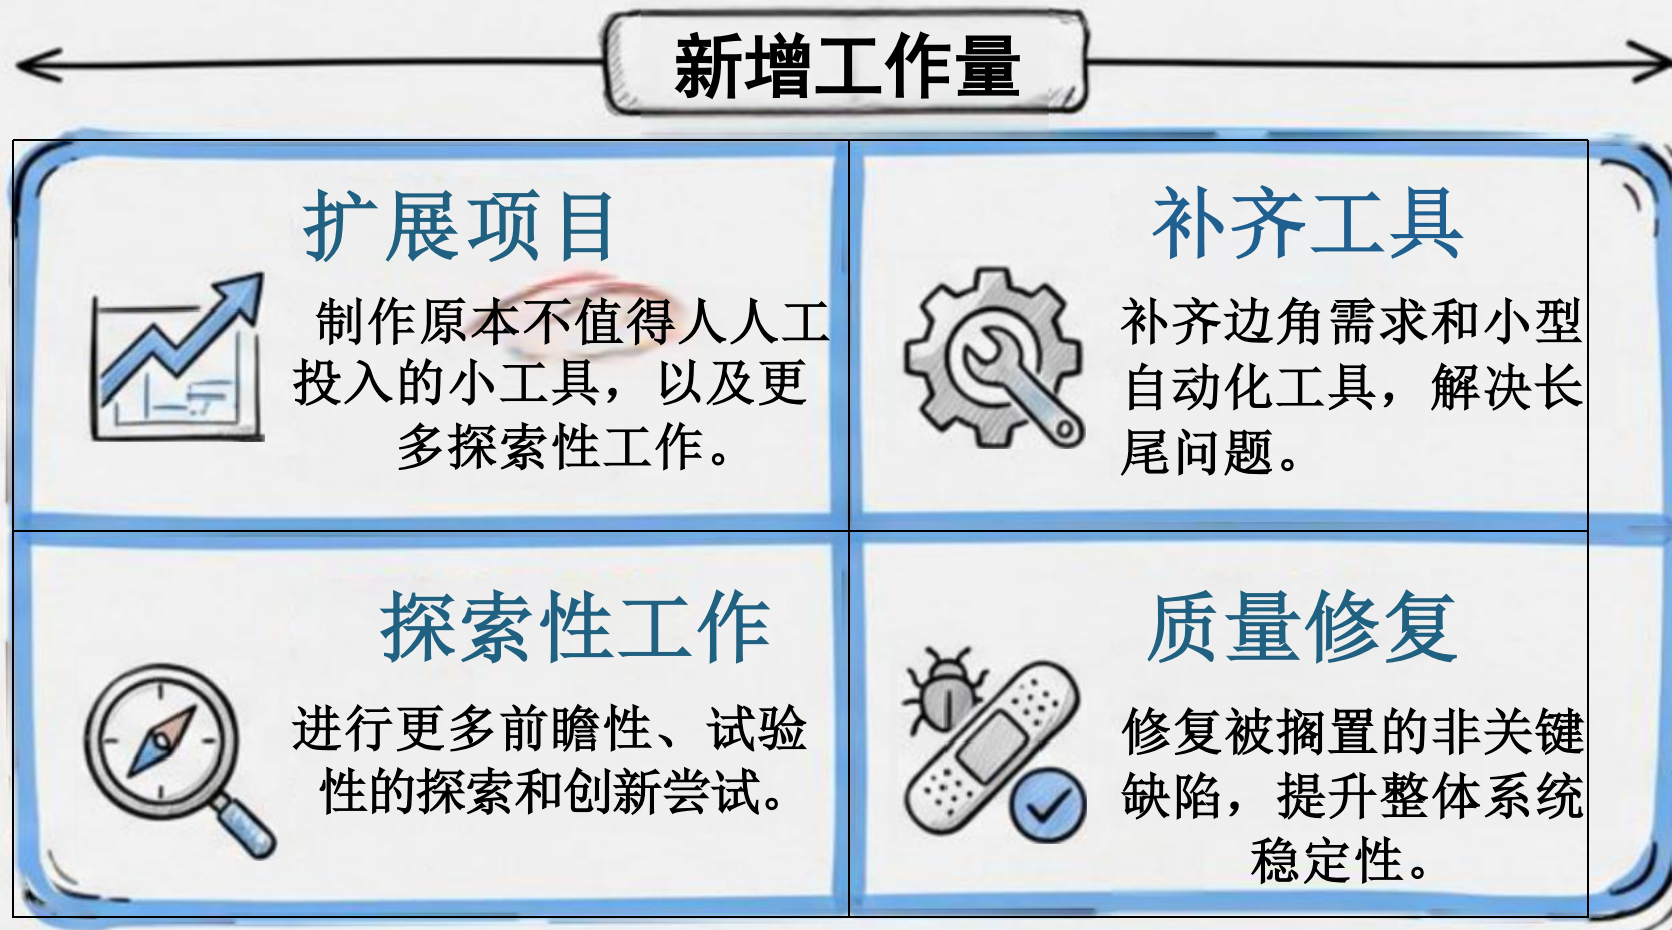 新增工作量
扩展项目
制作原本不值得人人工
投入的小工具，以及更
多探索性工作。
补齐工具
补齐边角需求和小型
自动化工具，解决长
尾问题。
探索性工作
进行更多前瞻性、试验
性的探索和创新尝试。
质量修复
修复被搁置的非关键
缺陷，提升整体系统
稳定性。